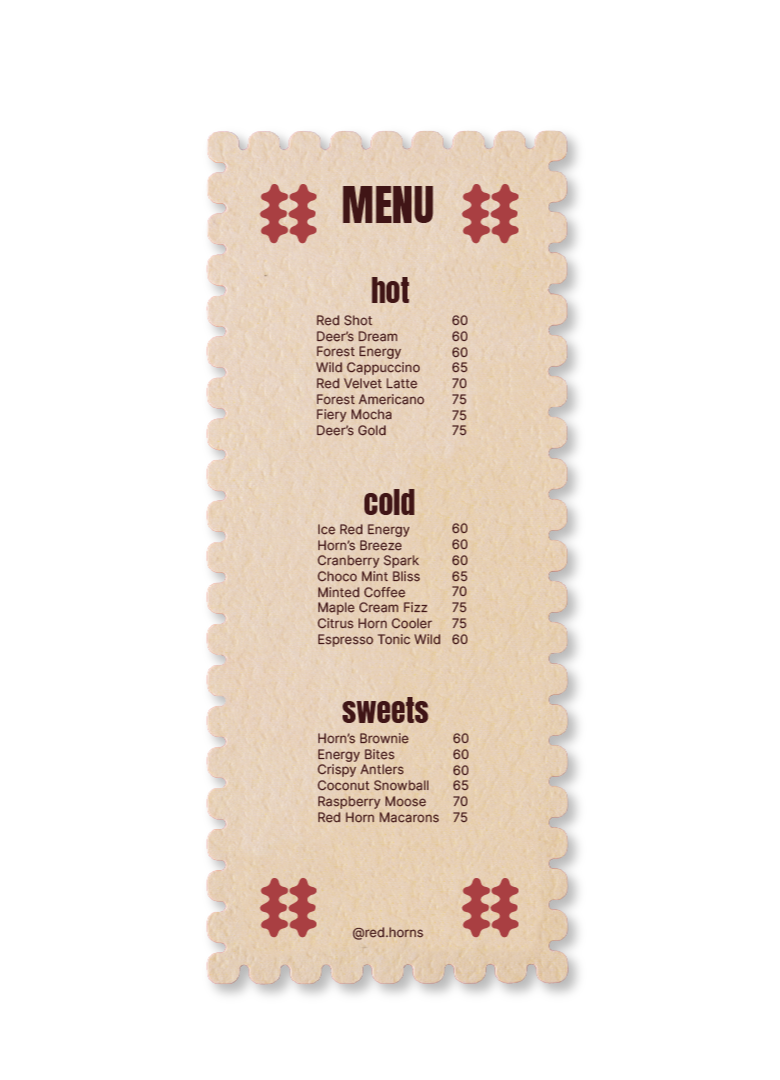 MENU
hot
Red Shot 60
Deer's Dream 60
Forest Energy 60
Wild Cappuccino 65
Red Velvet Latte 70
Forest Americano 75
Fiery Mocha 75
Deer's Gold 75
cold
Ice Red Energy 60
Horn's Breeze 60
Cranberry Spark 60
Choco Mint Bliss 65
Minted Coffee 70
Maple Cream Fizz 75
Citrus Horn Cooler 75
Espresso Tonic Wild 60
sweets
Horn's Brownie 60
Energy Bites 60
Crispy Antlers 60
Coconut Snowball 65
Raspberry Moose 70
Red Horn Macarons 75
@red.horns